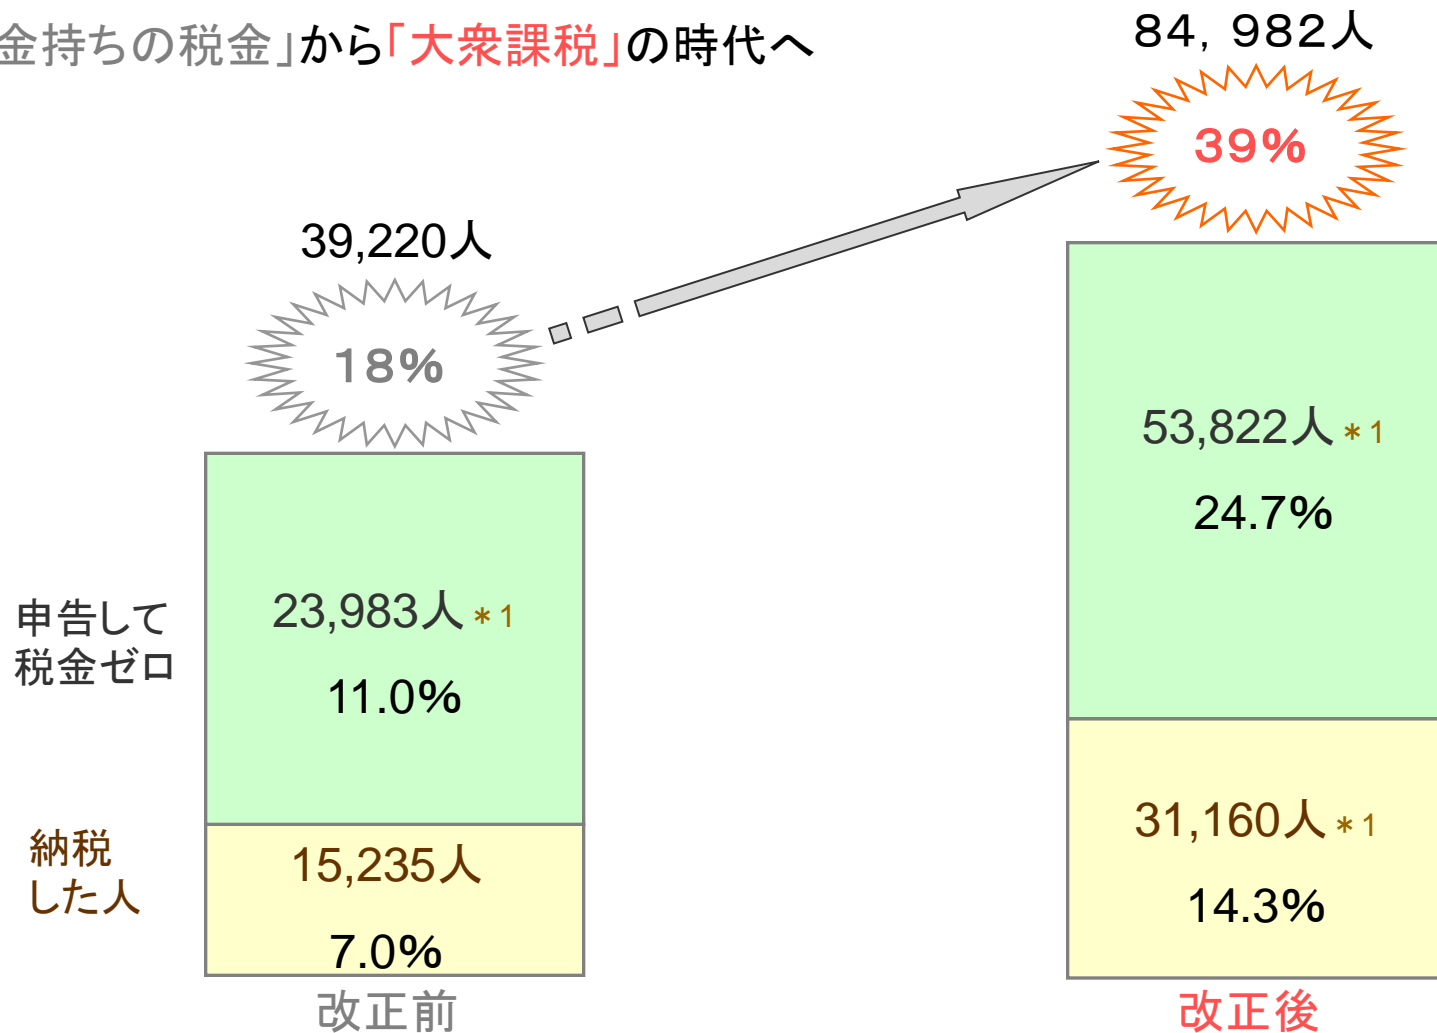 金持ちの税金」から「大衆課税」の時代へ
84，982人
39%
39,220人
18%
53,822人＊1
24.7%
申告して
税金ゼロ
23,983人＊1
11.0%
31,160人＊1
14.3%
納税
した人
15,235人
7.0%
改正前
改正後